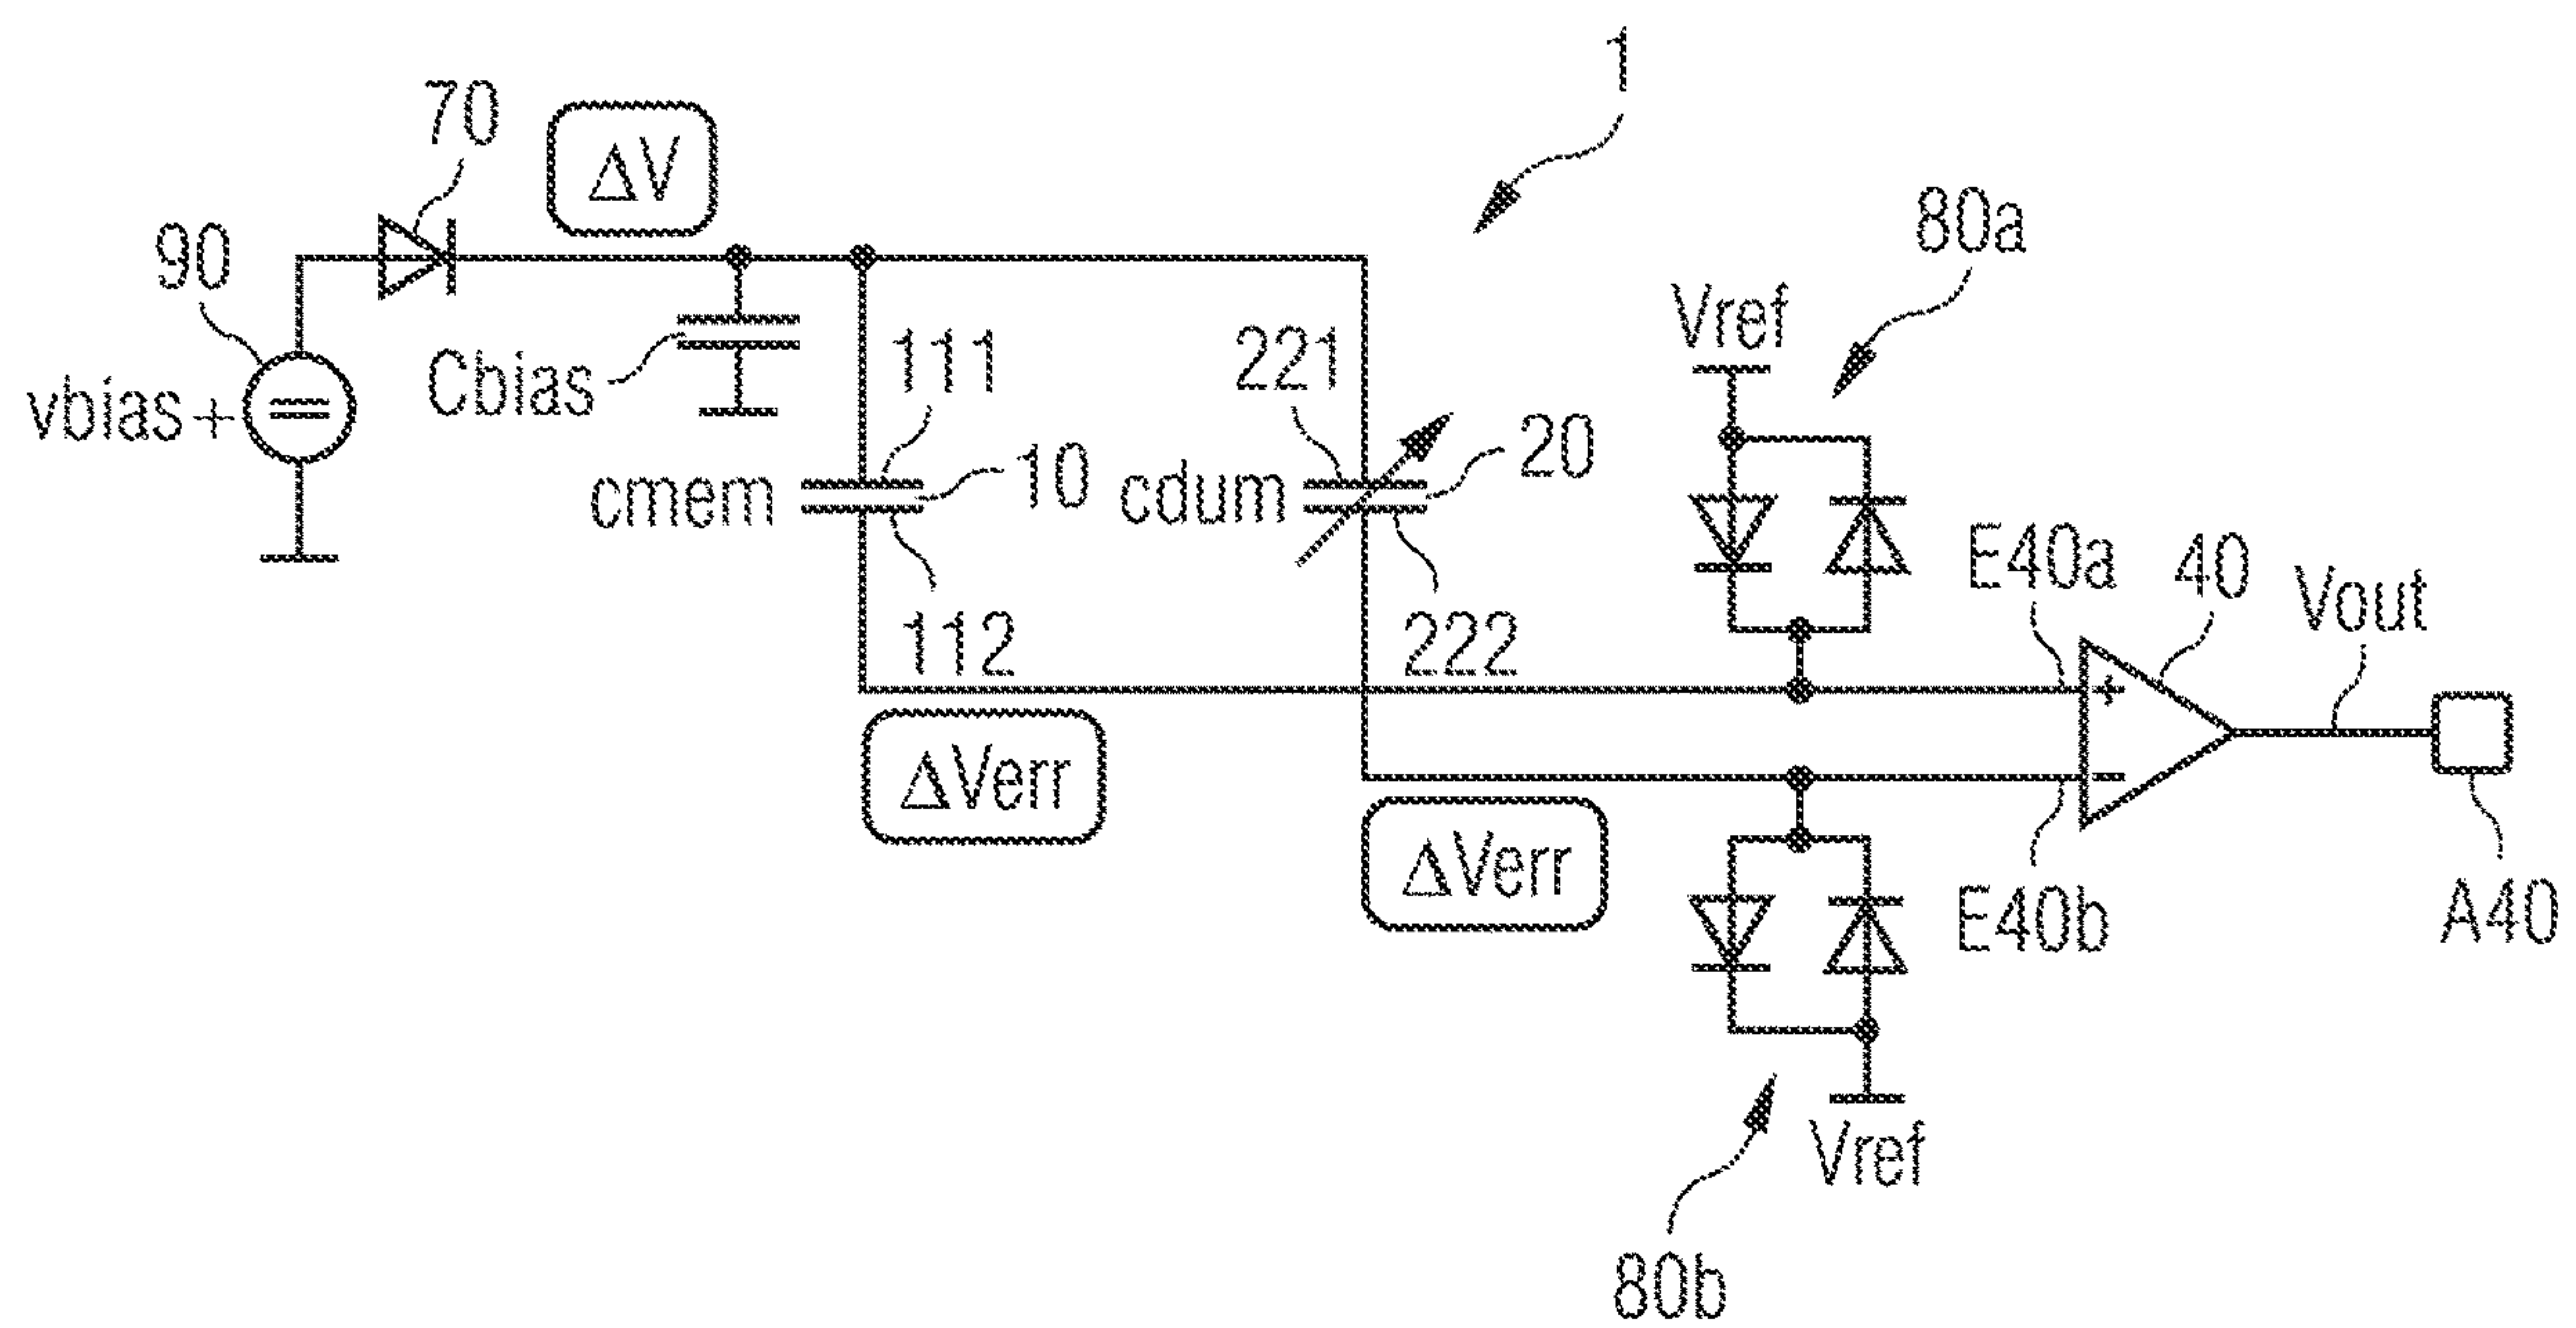 1
70
ΔV
80a
90
Vref
111
221
Cbias
vbias+
20
10
cmem
cdum
E40a
40
Vout
112
222
+
ΔVerr
−
ΔVerr
E40b
A40
Vref
80b